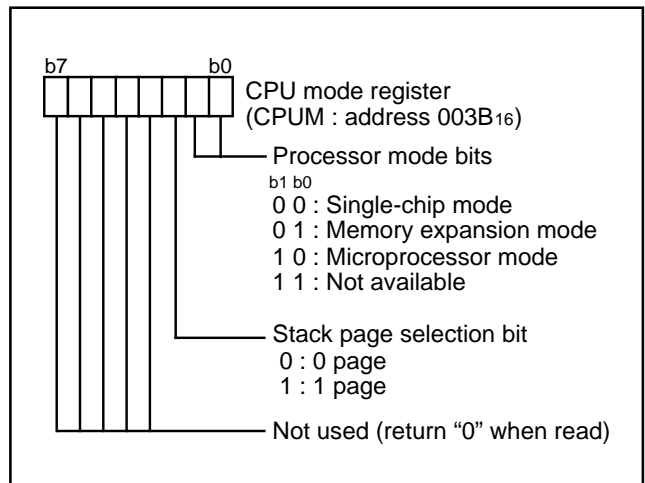 b7 b0
CPU mode register
(CPUM : address 003B16)
Processor mode bits
b1 b0
0 0 : Single-chip mode
0 1 : Memory expansion mode
1 0 : Microprocessor mode
1 1 : Not available
Stack page selection bit
0 : 0 page
1 : 1 page
Not used (return “0” when read)